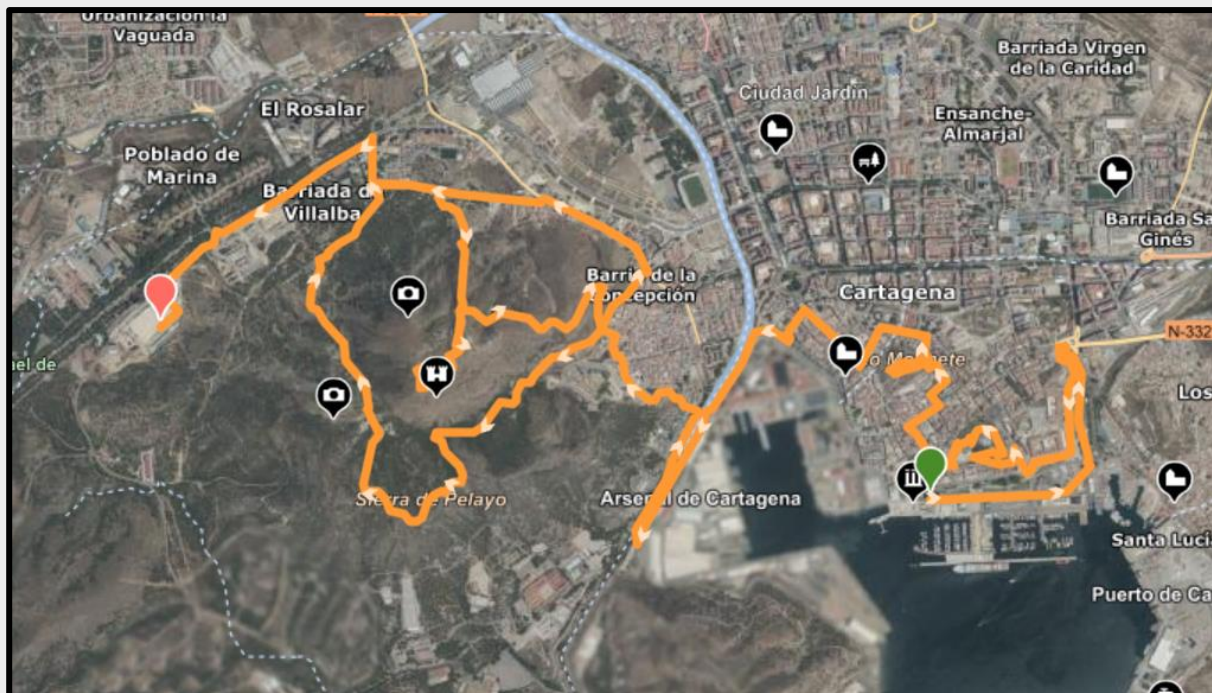 Urbanización la
Vaguada
El Rosalar
Poblado de
Marina
Barriada d
Villalba
Ciudad Jardín
Barriada Virgen
de la Caridad
Ensanche-
Almarjal
Barriada Sa
Ginés
Barrio de la
Concepción
Cartagena
N-332
Los
nel de
Sierra de Pelayo
Arsenal de Cartagena
Santa Lucía
Puerto de Ca